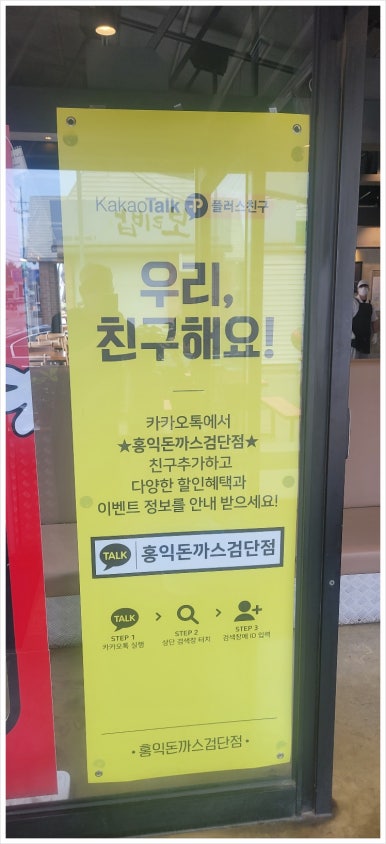 KakaoTalk P 플러스친구
우리,
친구해요!
카카오톡에서
★홍익돈까스검단점★
친구추가하고
다양한 할인혜택과
이벤트 정보를 안내 받으세요!
TALK 홍익돈까스검단점
TALK
STEP 1
카카오톡 실행
STEP 2
상단 검색창 터치
STEP 3
검색창에 ID 입력
•홍익돈까스검단점•